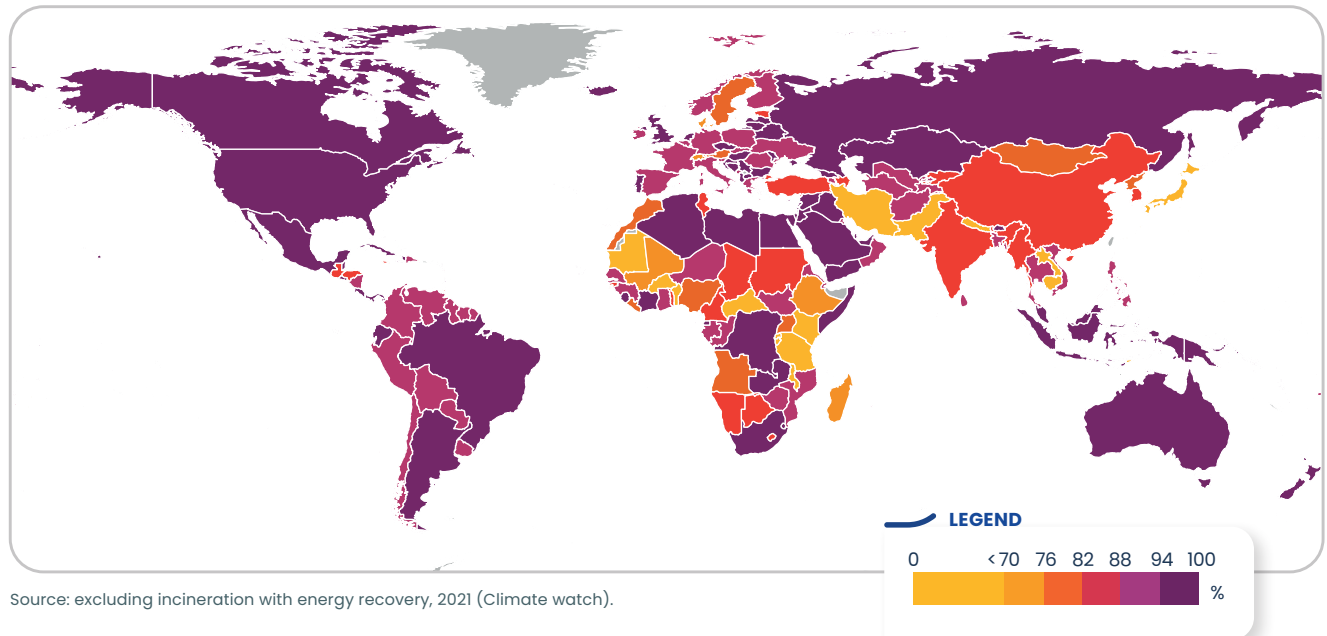 LEGEND
0 <70 76 82 88 94 100
%
Source: excluding incineration with energy recovery, 2021 (Climate watch).